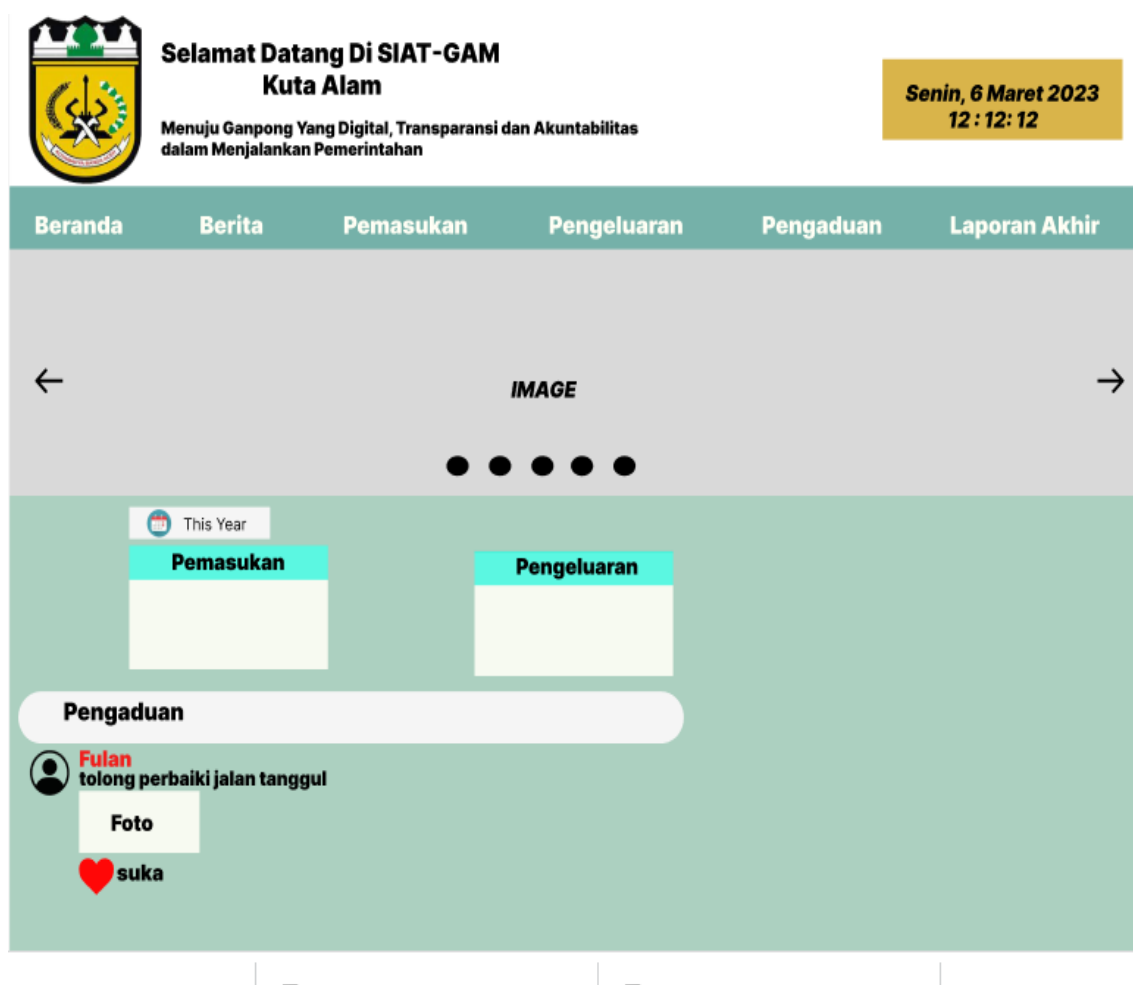 Selamat Datang Di SIAT-GAM
Kuta Alam
Menuju Ganpong Yang Digital, Transparansi dan Akuntabilitas
dalam Menjalankan Pemerintahan
Senin, 6 Maret 2023
12 : 12: 12
Beranda Berita Pemasukan Pengeluaran Pengaduan Laporan Akhir
IMAGE
This Year
Pemasukan
Pengeluaran
Pengaduan
Fulan
tolong perbaiki jalan tanggul
Foto
suka